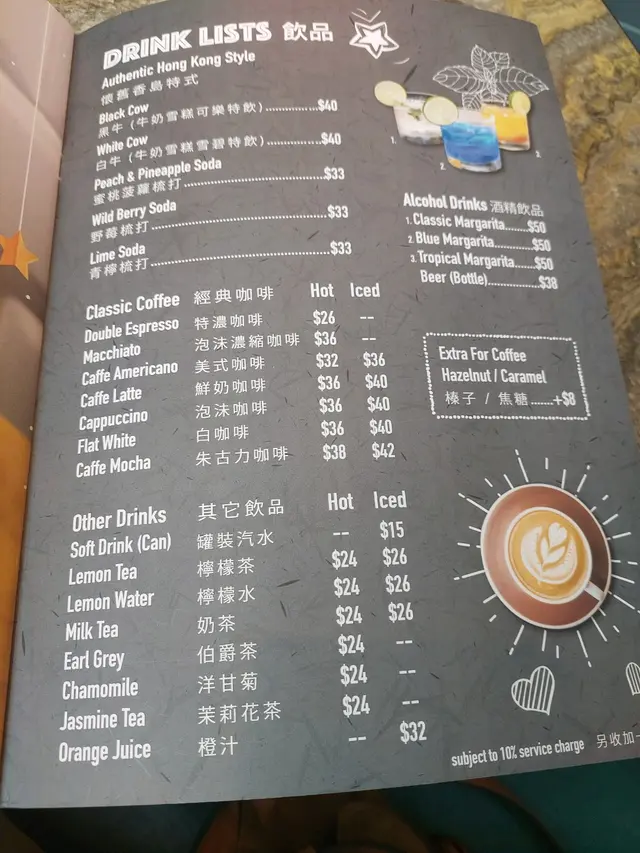 DRINK LISTS 飲品
Authentic Hong Kong Style
懷舊香島特式
Black Cow
黑牛 (牛奶雪糕可樂特飲)..............$40
White Cow
白牛 (牛奶雪糕雪碧特飲)..............$40
Peach & Pineapple Soda
蜜桃菠蘿梳打..............$33
Wild Berry Soda
野莓梳打..............$33
Lime Soda
青檸梳打..............$33
1.
2.
3.
Alcohol Drinks 酒精飲品
1. Classic Margarita.......$50
2. Blue Margarita.......$50
3. Tropical Margarita.....$50
Beer (Bottle)..............$38
Classic Coffee 經典咖啡 Hot Iced
Double Espresso 特濃咖啡 $26 --
Macchiato 泡沫濃縮咖啡 $36 --
Caffe Americano 美式咖啡 $32 $36
Caffe Latte 鮮奶咖啡 $36 $40
Cappuccino 泡沫咖啡 $36 $40
Flat White 白咖啡 $36 $40
Caffe Mocha 朱古力咖啡 $38 $42
Extra For Coffee
Hazelnut / Caramel
榛子 / 焦糖......+$8
Other Drinks 其它飲品 Hot Iced
Soft Drink (Can) 罐裝汽水 -- $15
Lemon Tea 檸檬茶 $24 $26
Lemon Water 檸檬水 $24 $26
Milk Tea 奶茶 $24 $26
Earl Grey 伯爵茶 $24 --
Chamomile 洋甘菊 $24 --
Jasmine Tea 茉莉花茶 $24 --
Orange Juice 橙汁 -- $32
subject to 10% service charge 另收加一